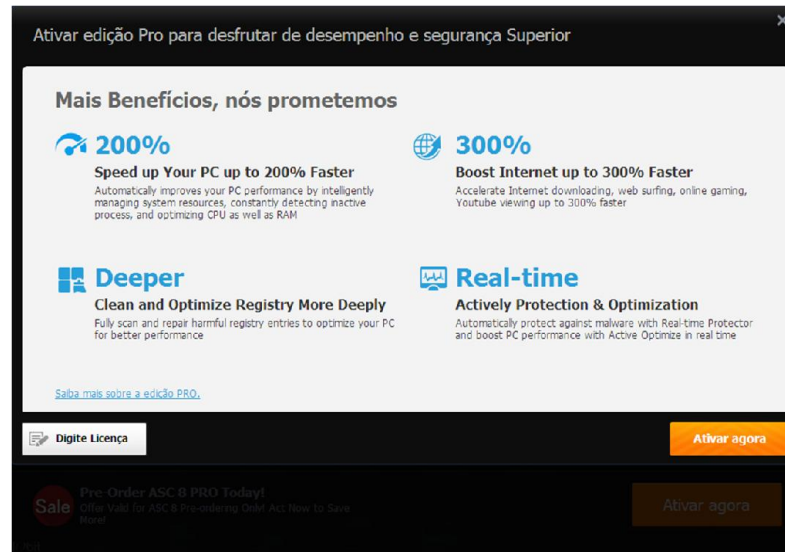 Ativar edição Pro para desfrutar de desempenho e segurança Superior
Mais Benefícios, nós prometemos
200%
Speed up Your PC up to 200% Faster
Automatically improves your PC performance by intelligently
managing system resources, constantly detecting inactive
process, and optimizing CPU as well as RAM
300%
Boost Internet up to 300% Faster
Accelerate Internet downloading, web surfing, online gaming,
Youtube viewing up to 300% faster
Deeper
Clean and Optimize Registry More Deeply
Fully scan and repair harmful registry entries to optimize your PC
for better performance
Real-time
Actively Protection & Optimization
Automatically protect against malware with Real-time Protector
and boost PC performance with Active Optimize in real time
Saiba mais sobre a edição PRO.
Digite Licença
Ativar agora
Sale
Pre-Order ASC 8 PRO Today!
Offer Valid for ASC 8 Pre-ordering Only! Act Now to Save
More!
Ativar agora